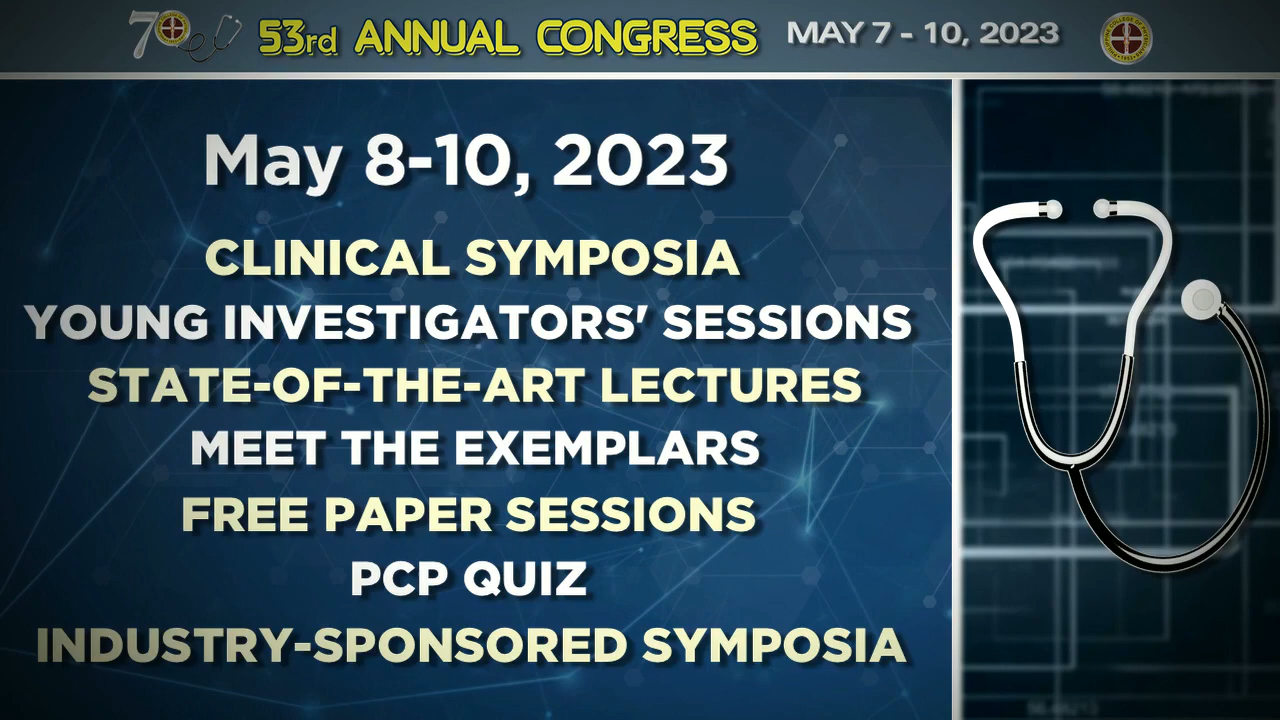 70
53rd ANNUAL CONGRESS
MAY 7 - 10, 2023
May 8-10, 2023
CLINICAL SYMPOSIA
YOUNG INVESTIGATORS' SESSIONS
STATE-OF-THE-ART LECTURES
MEET THE EXEMPLARS
FREE PAPER SESSIONS
PCP QUIZ
INDUSTRY-SPONSORED SYMPOSIA